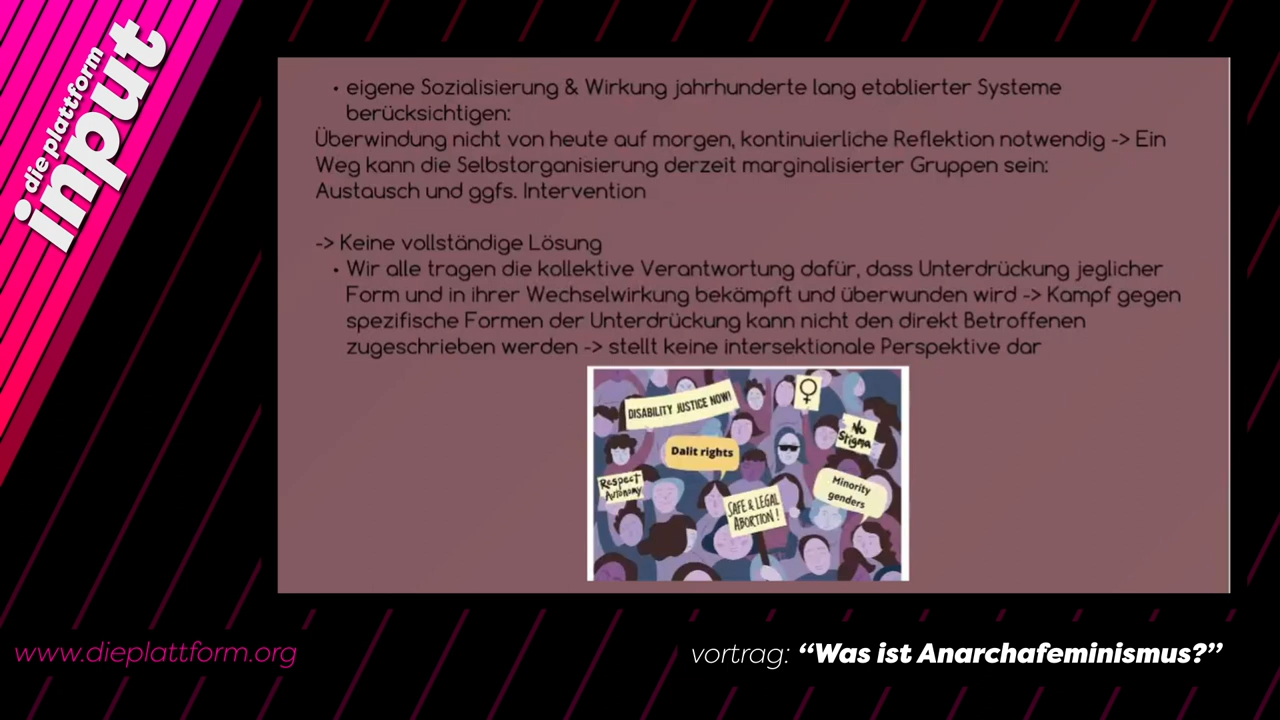 die plattform
input
• eigene Sozialisierung & Wirkung jahrhunderte lang etablierter Systeme
berücksichtigen:
Überwindung nicht von heute auf morgen, kontinuierliche Reflektion notwendig -> Ein
Weg kann die Selbstorganisierung derzeit marginalisierter Gruppen sein:
Austausch und ggfs. Intervention
-> Keine vollständige Lösung
• Wir alle tragen die kollektive Verantwortung dafür, dass Unterdrückung jeglicher
Form und in ihrer Wechselwirkung bekämpft und überwunden wird -> Kampf gegen
spezifische Formen der Unterdrückung kann nicht den direkt Betroffenen
zugeschrieben werden -> stellt keine intersektionale Perspektive dar
DISABILITY JUSTICE NOW!
No
Stigma
Dalit rights
Respect
Autonomy
Minority
genders
SAFE & LEGAL
ABORTION!
www.dieplattform.org
vortrag: “Was ist Anarchafeminismus?”